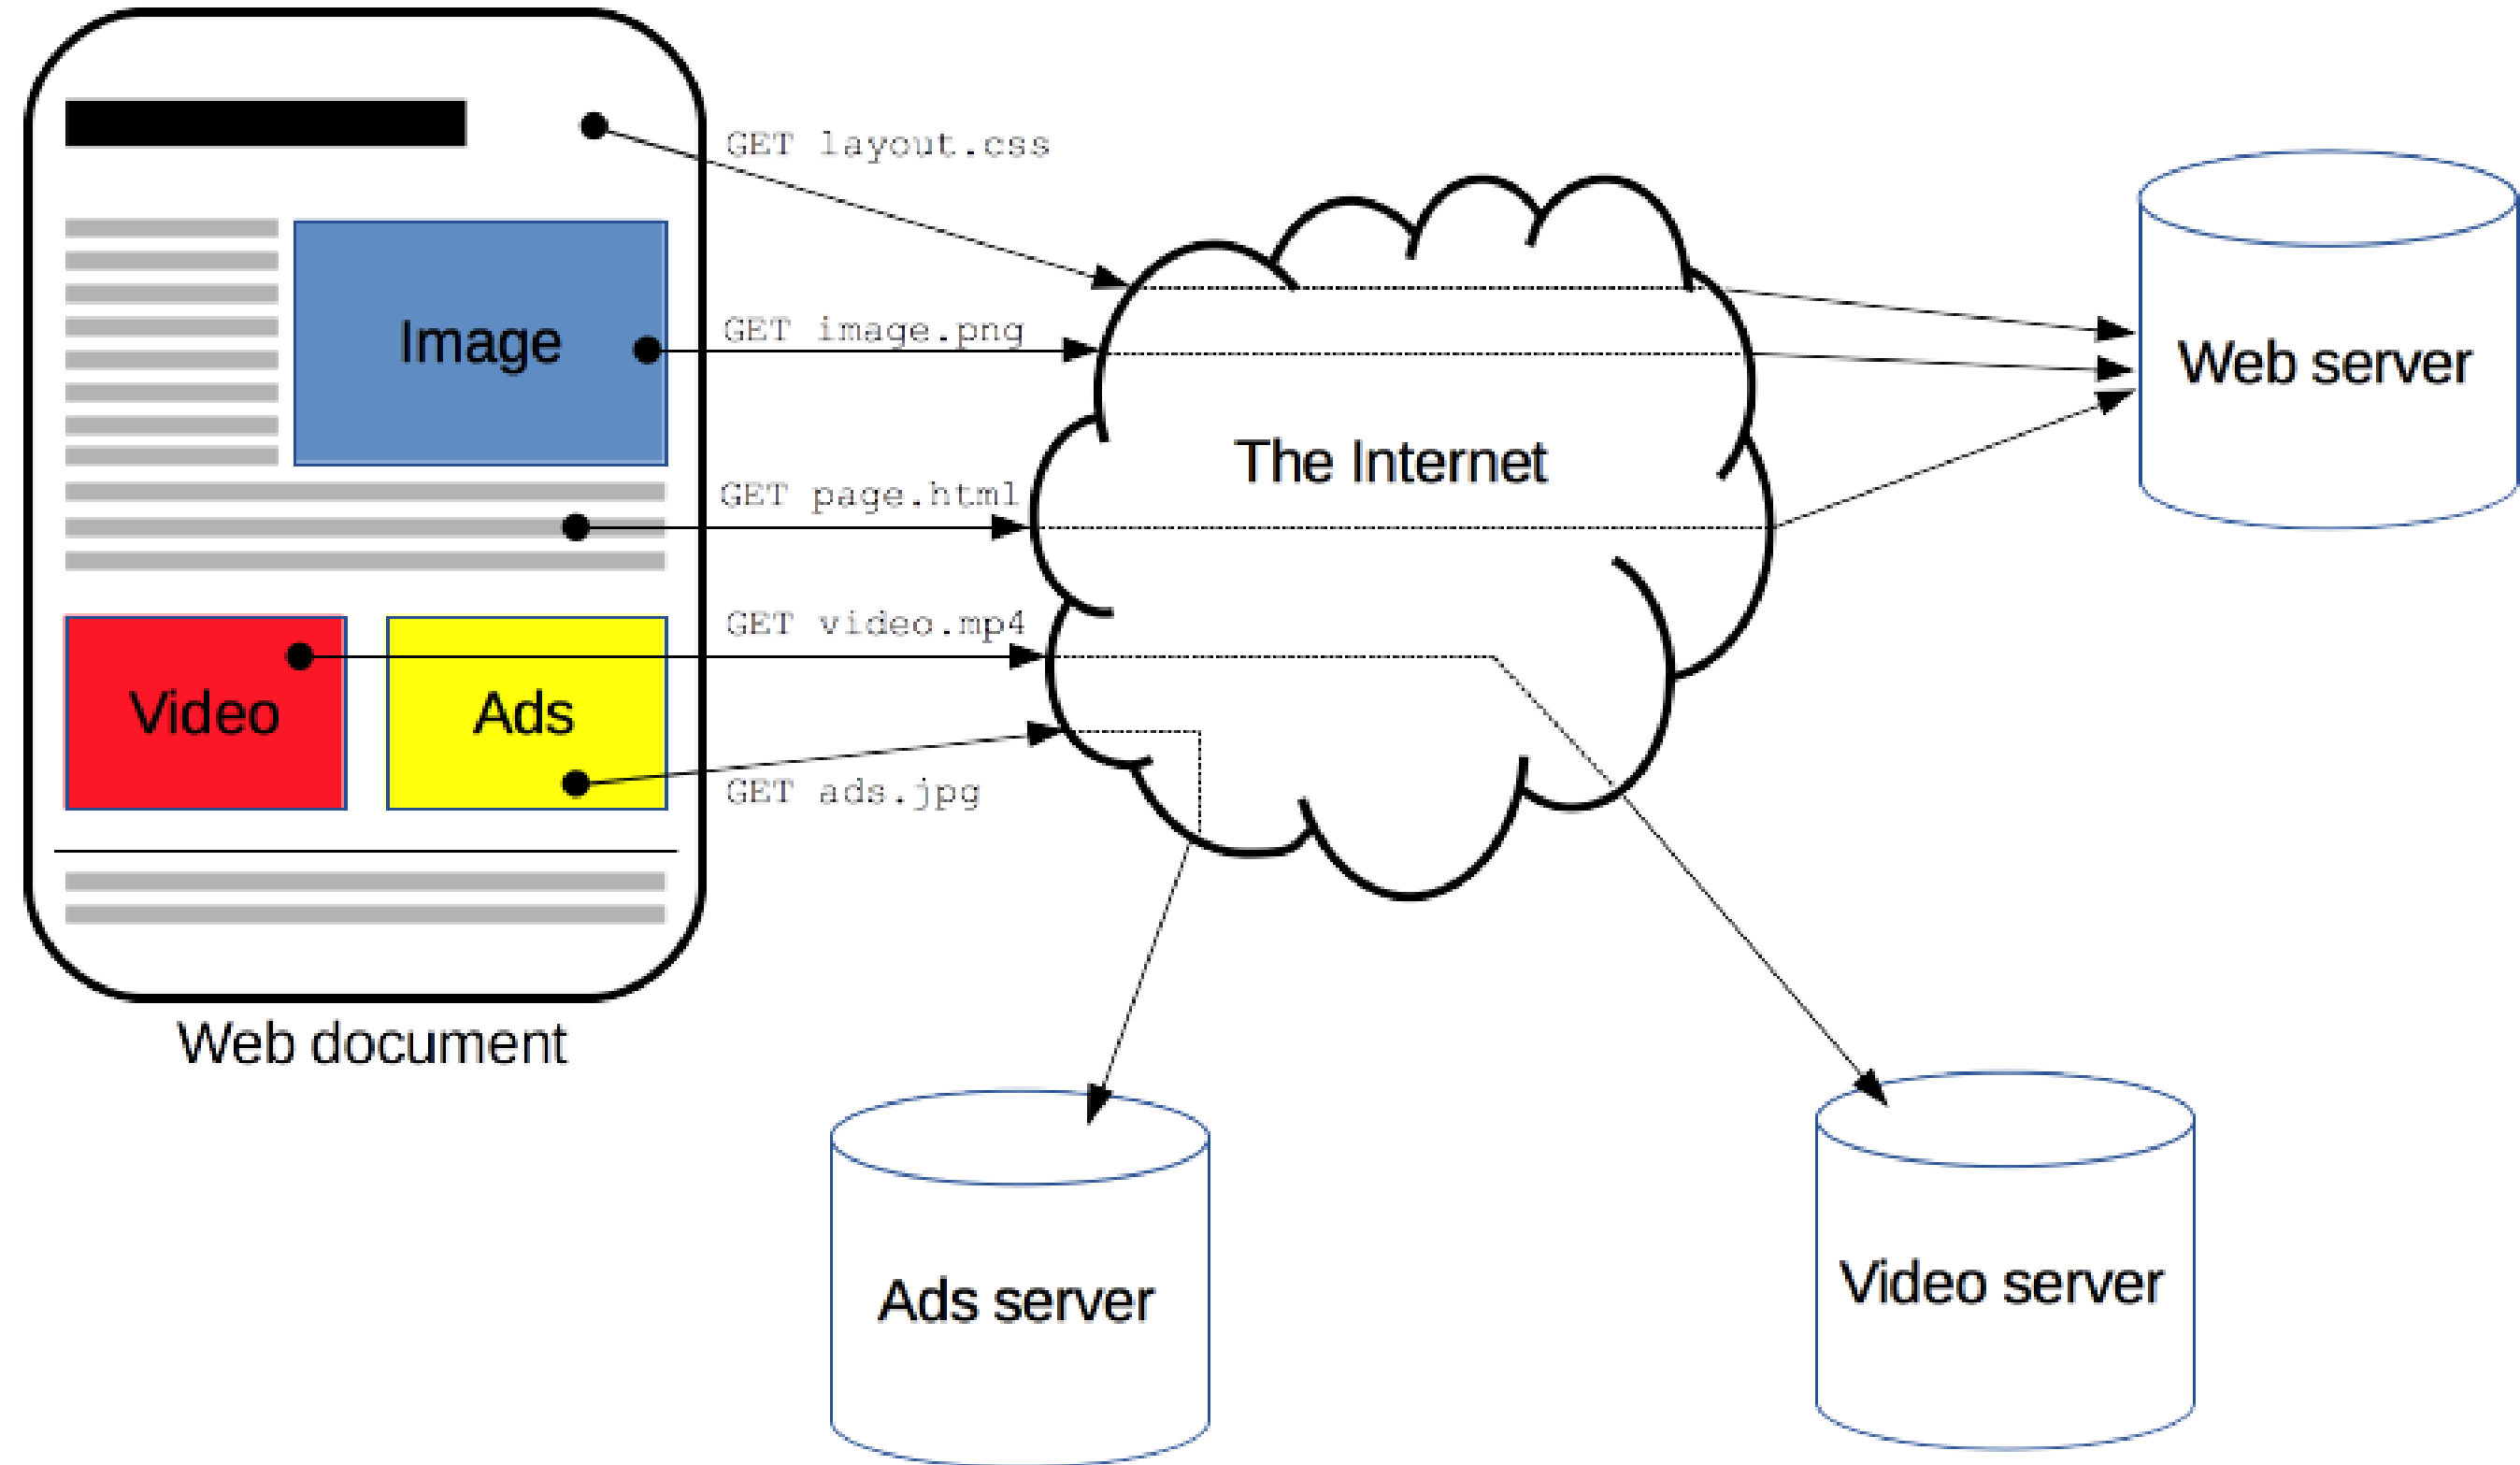 GET layout.css
GET image.png
Image
Web server
The Internet
GET page.html
GET video.mp4
Video
Ads
GET ads.jpg
Web document
Ads server
Video server